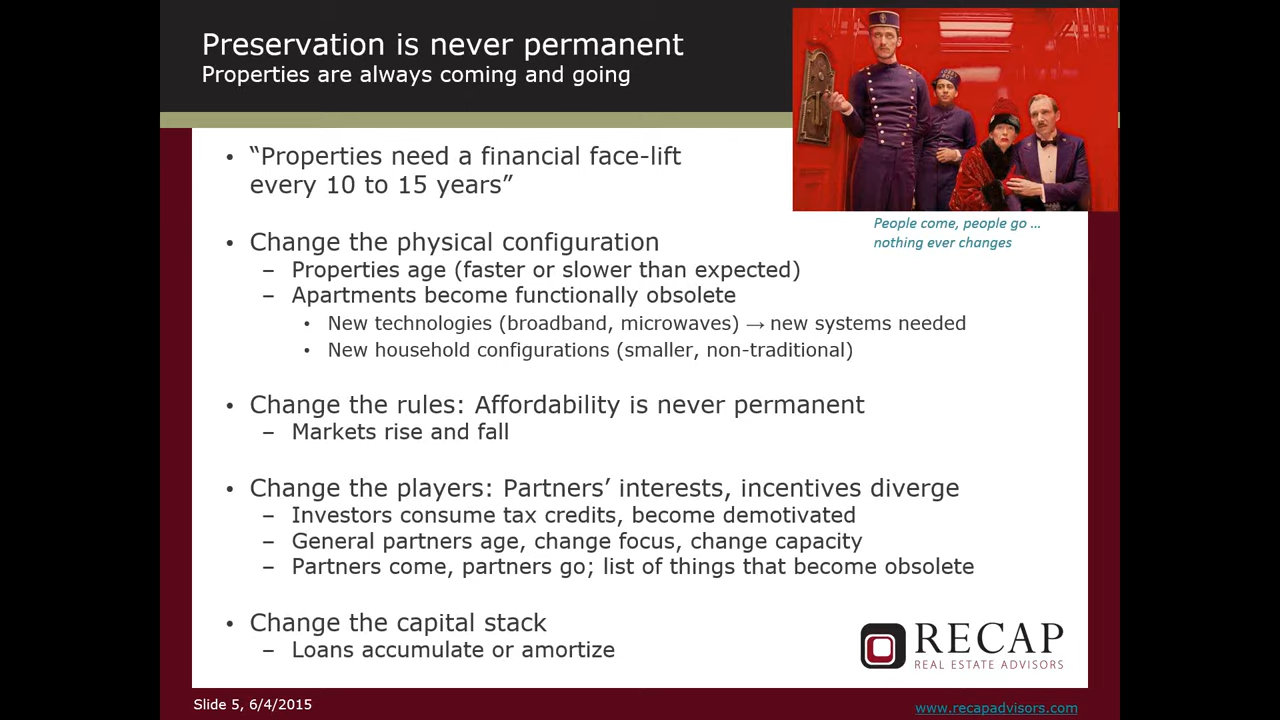 Preservation is never permanent
Properties are always coming and going
• “Properties need a financial face-lift
every 10 to 15 years”
People come, people go …
nothing ever changes
• Change the physical configuration
– Properties age (faster or slower than expected)
– Apartments become functionally obsolete
• New technologies (broadband, microwaves) → new systems needed
• New household configurations (smaller, non-traditional)
• Change the rules: Affordability is never permanent
– Markets rise and fall
• Change the players: Partners’ interests, incentives diverge
– Investors consume tax credits, become demotivated
– General partners age, change focus, change capacity
– Partners come, partners go; list of things that become obsolete
• Change the capital stack
– Loans accumulate or amortize
RECAP
REAL ESTATE ADVISORS
Slide 5, 6/4/2015
www.recapadvisors.com